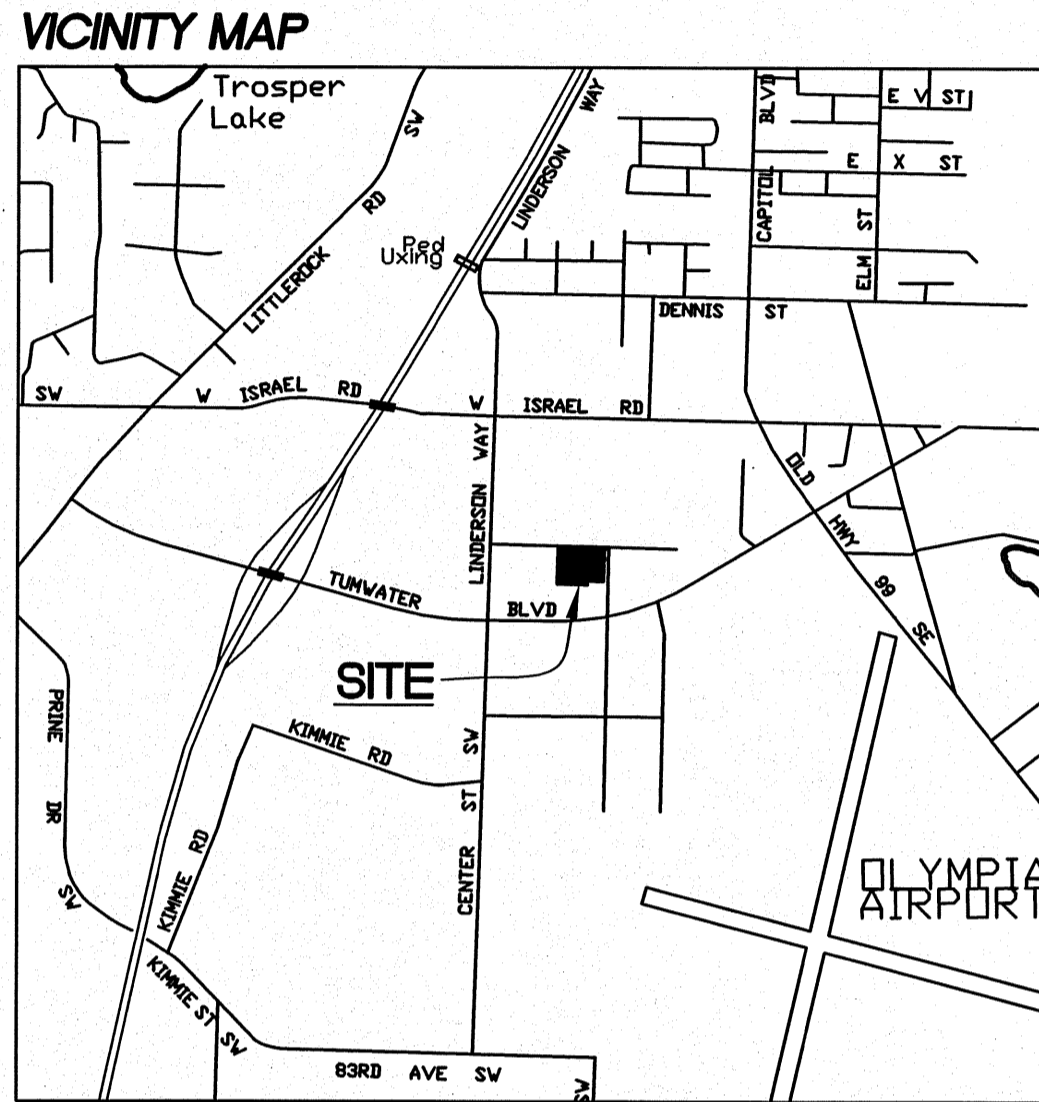 VICINITY MAP
Trosper
Lake
SW
WAY
BLVD
E V ST
LINDERSON
E X ST
RD
CAPITOL
ST
Ped
Uxing
ELM
LITTLEROCK
DENNIS ST
SW W ISRAEL RD W ISRAEL RD
LINDERSON WAY
OLD
HWY
99
SE
TUMWATER BLVD
SITE
PRINE DR SW
KIMMIE RD
CENTER ST SW
KIMMIE RD
OLYMPIA
AIRPORT
KIMMIE ST SW
83RD AVE SW
SW